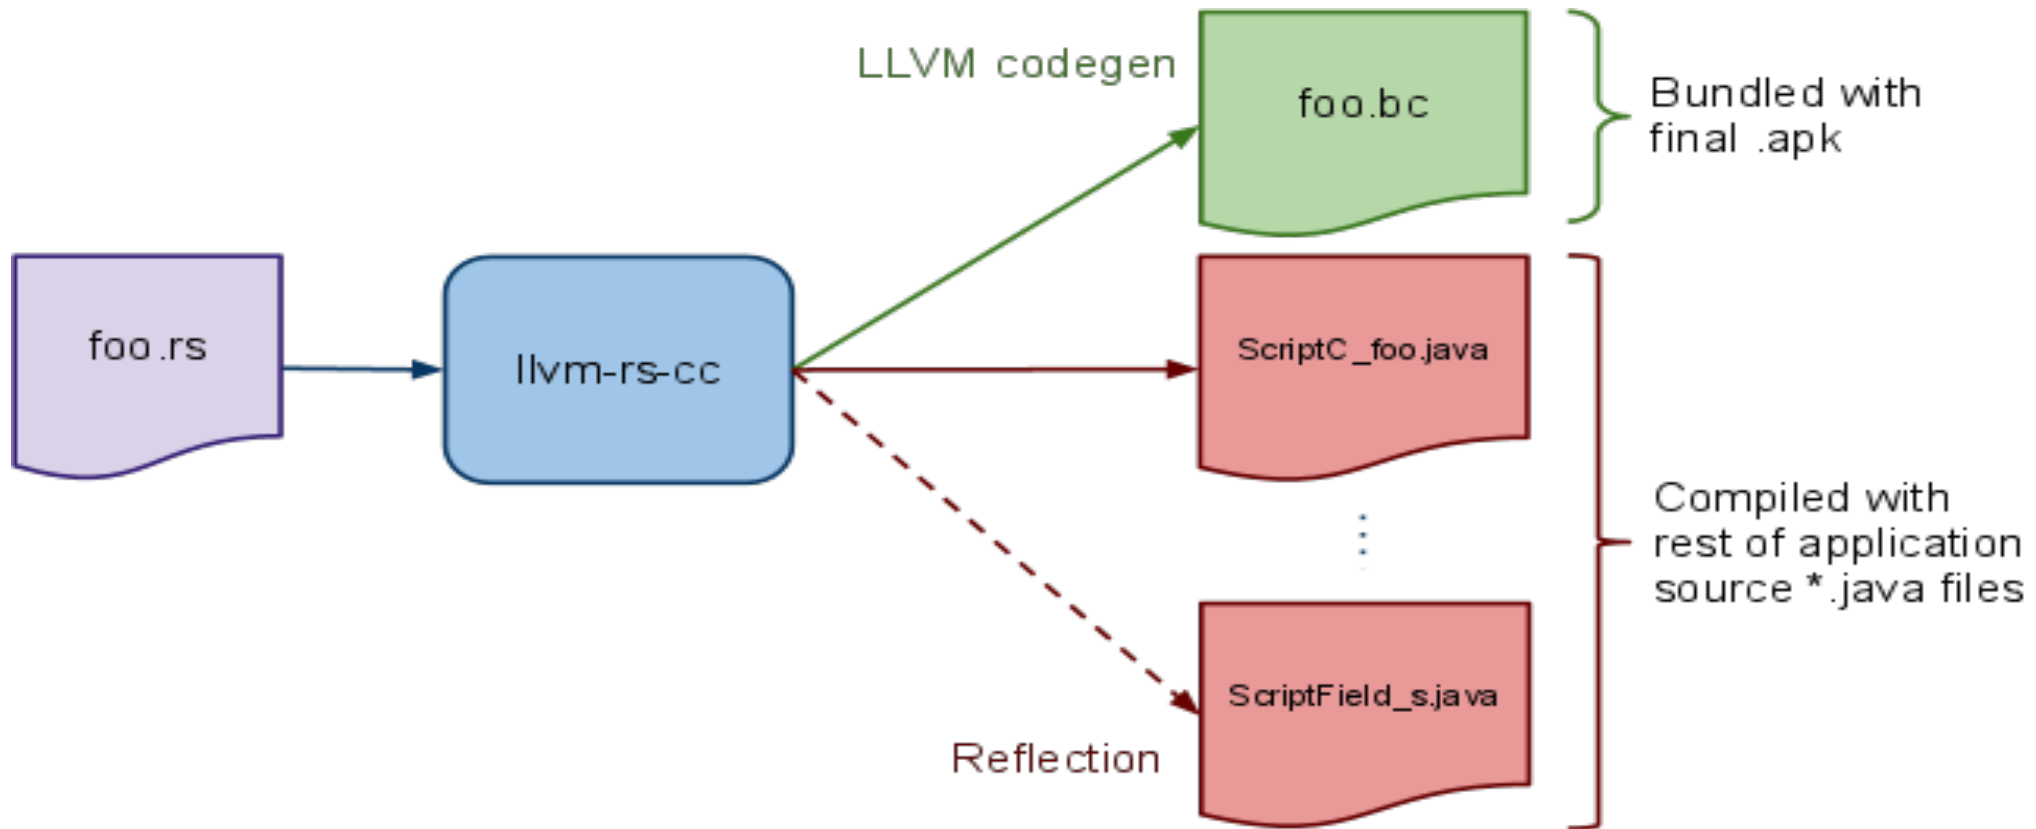 LLVM codegen
foo.bc
Bundled with
final .apk
foo.rs
llvm-rs-cc
ScriptC_foo.java
Compiled with
rest of application
source *.java files
ScriptField_s.java
Reflection